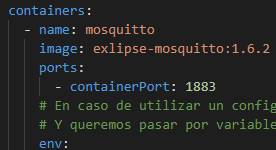 containers:
- name: mosquitto
image: exlipse-mosquitto:1.6.2
ports:
- containerPort: 1883
# En caso de utilizar un config
# Y queremos pasar por variable
env: